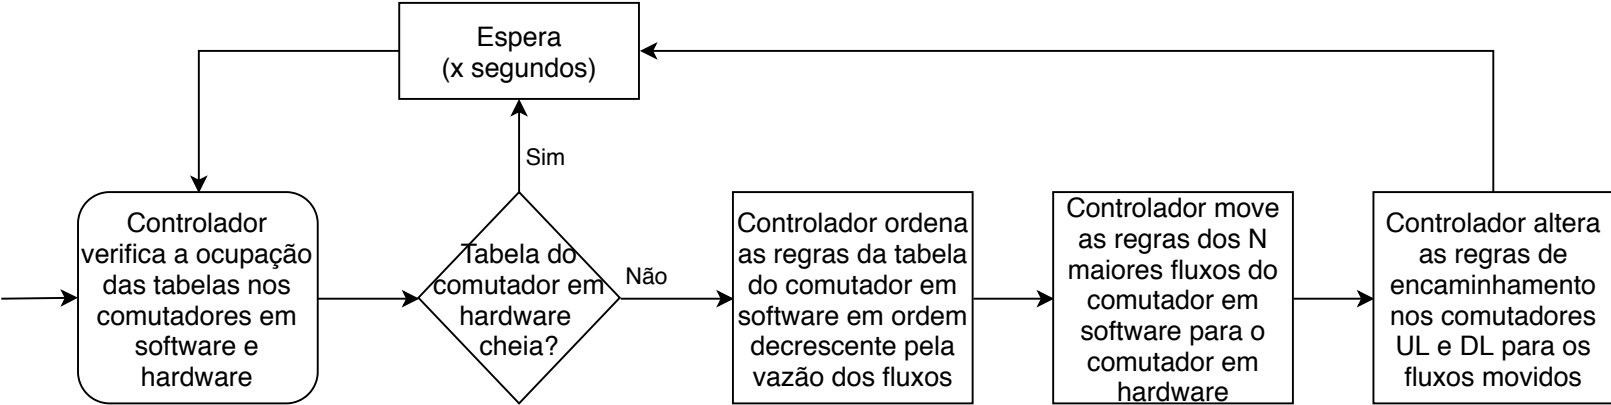 Espera
(x segundos)
Sim
Controlador
verifica a ocupação
das tabelas nos
comutadores em
software e
hardware
Tabela do
comutador em
hardware
cheia?
Não
Controlador ordena
as regras da tabela
do comutador em
software em ordem
decrescente pela
vazão dos fluxos
Controlador move
as regras dos N
maiores fluxos do
comutador em
software para o
comutador em
hardware
Controlador altera
as regras de
encaminhamento
nos comutadores
UL e DL para os
fluxos movidos